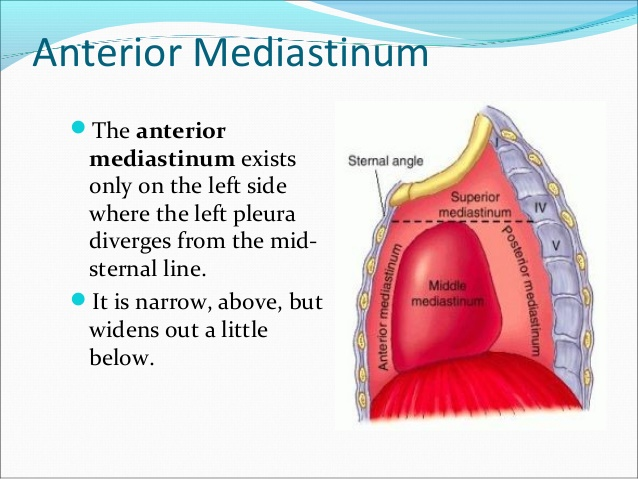 Anterior Mediastinum
The anterior
mediastinum exists
only on the left side
where the left pleura
diverges from the mid-
sternal line.
It is narrow, above, but
widens out a little
below.
Sternal angle
I
Superior
mediastinum
IV
V
Anterior mediastinum
Middle
mediastinum
Posterior mediastinum